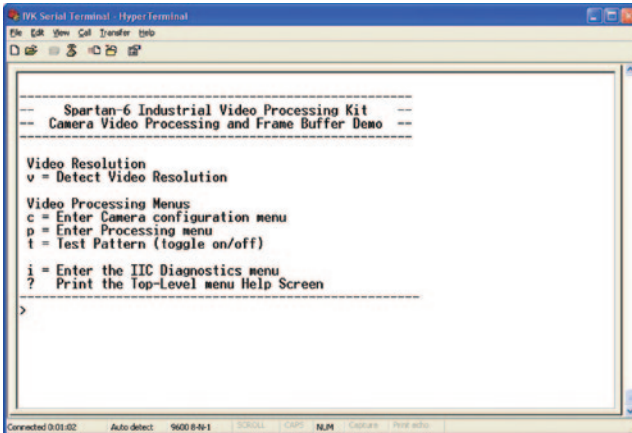 IVK Serial Terminal - HyperTerminal
File Edit View Call Transfer Help
--      Spartan-6 Industrial Video Processing Kit      --
--   Camera Video Processing and Frame Buffer Demo   --
Video Resolution
v = Detect Video Resolution
Video Processing Menus
c = Enter Camera configuration menu
p = Enter Processing menu
t = Test Pattern (toggle on/off)
i = Enter the IIC Diagnostics menu
?   Print the Top-Level menu Help Screen
>
Connected 0:01:02 Auto detect 9600 8-N-1 SCROLL CAPS NUM Capture Print echo